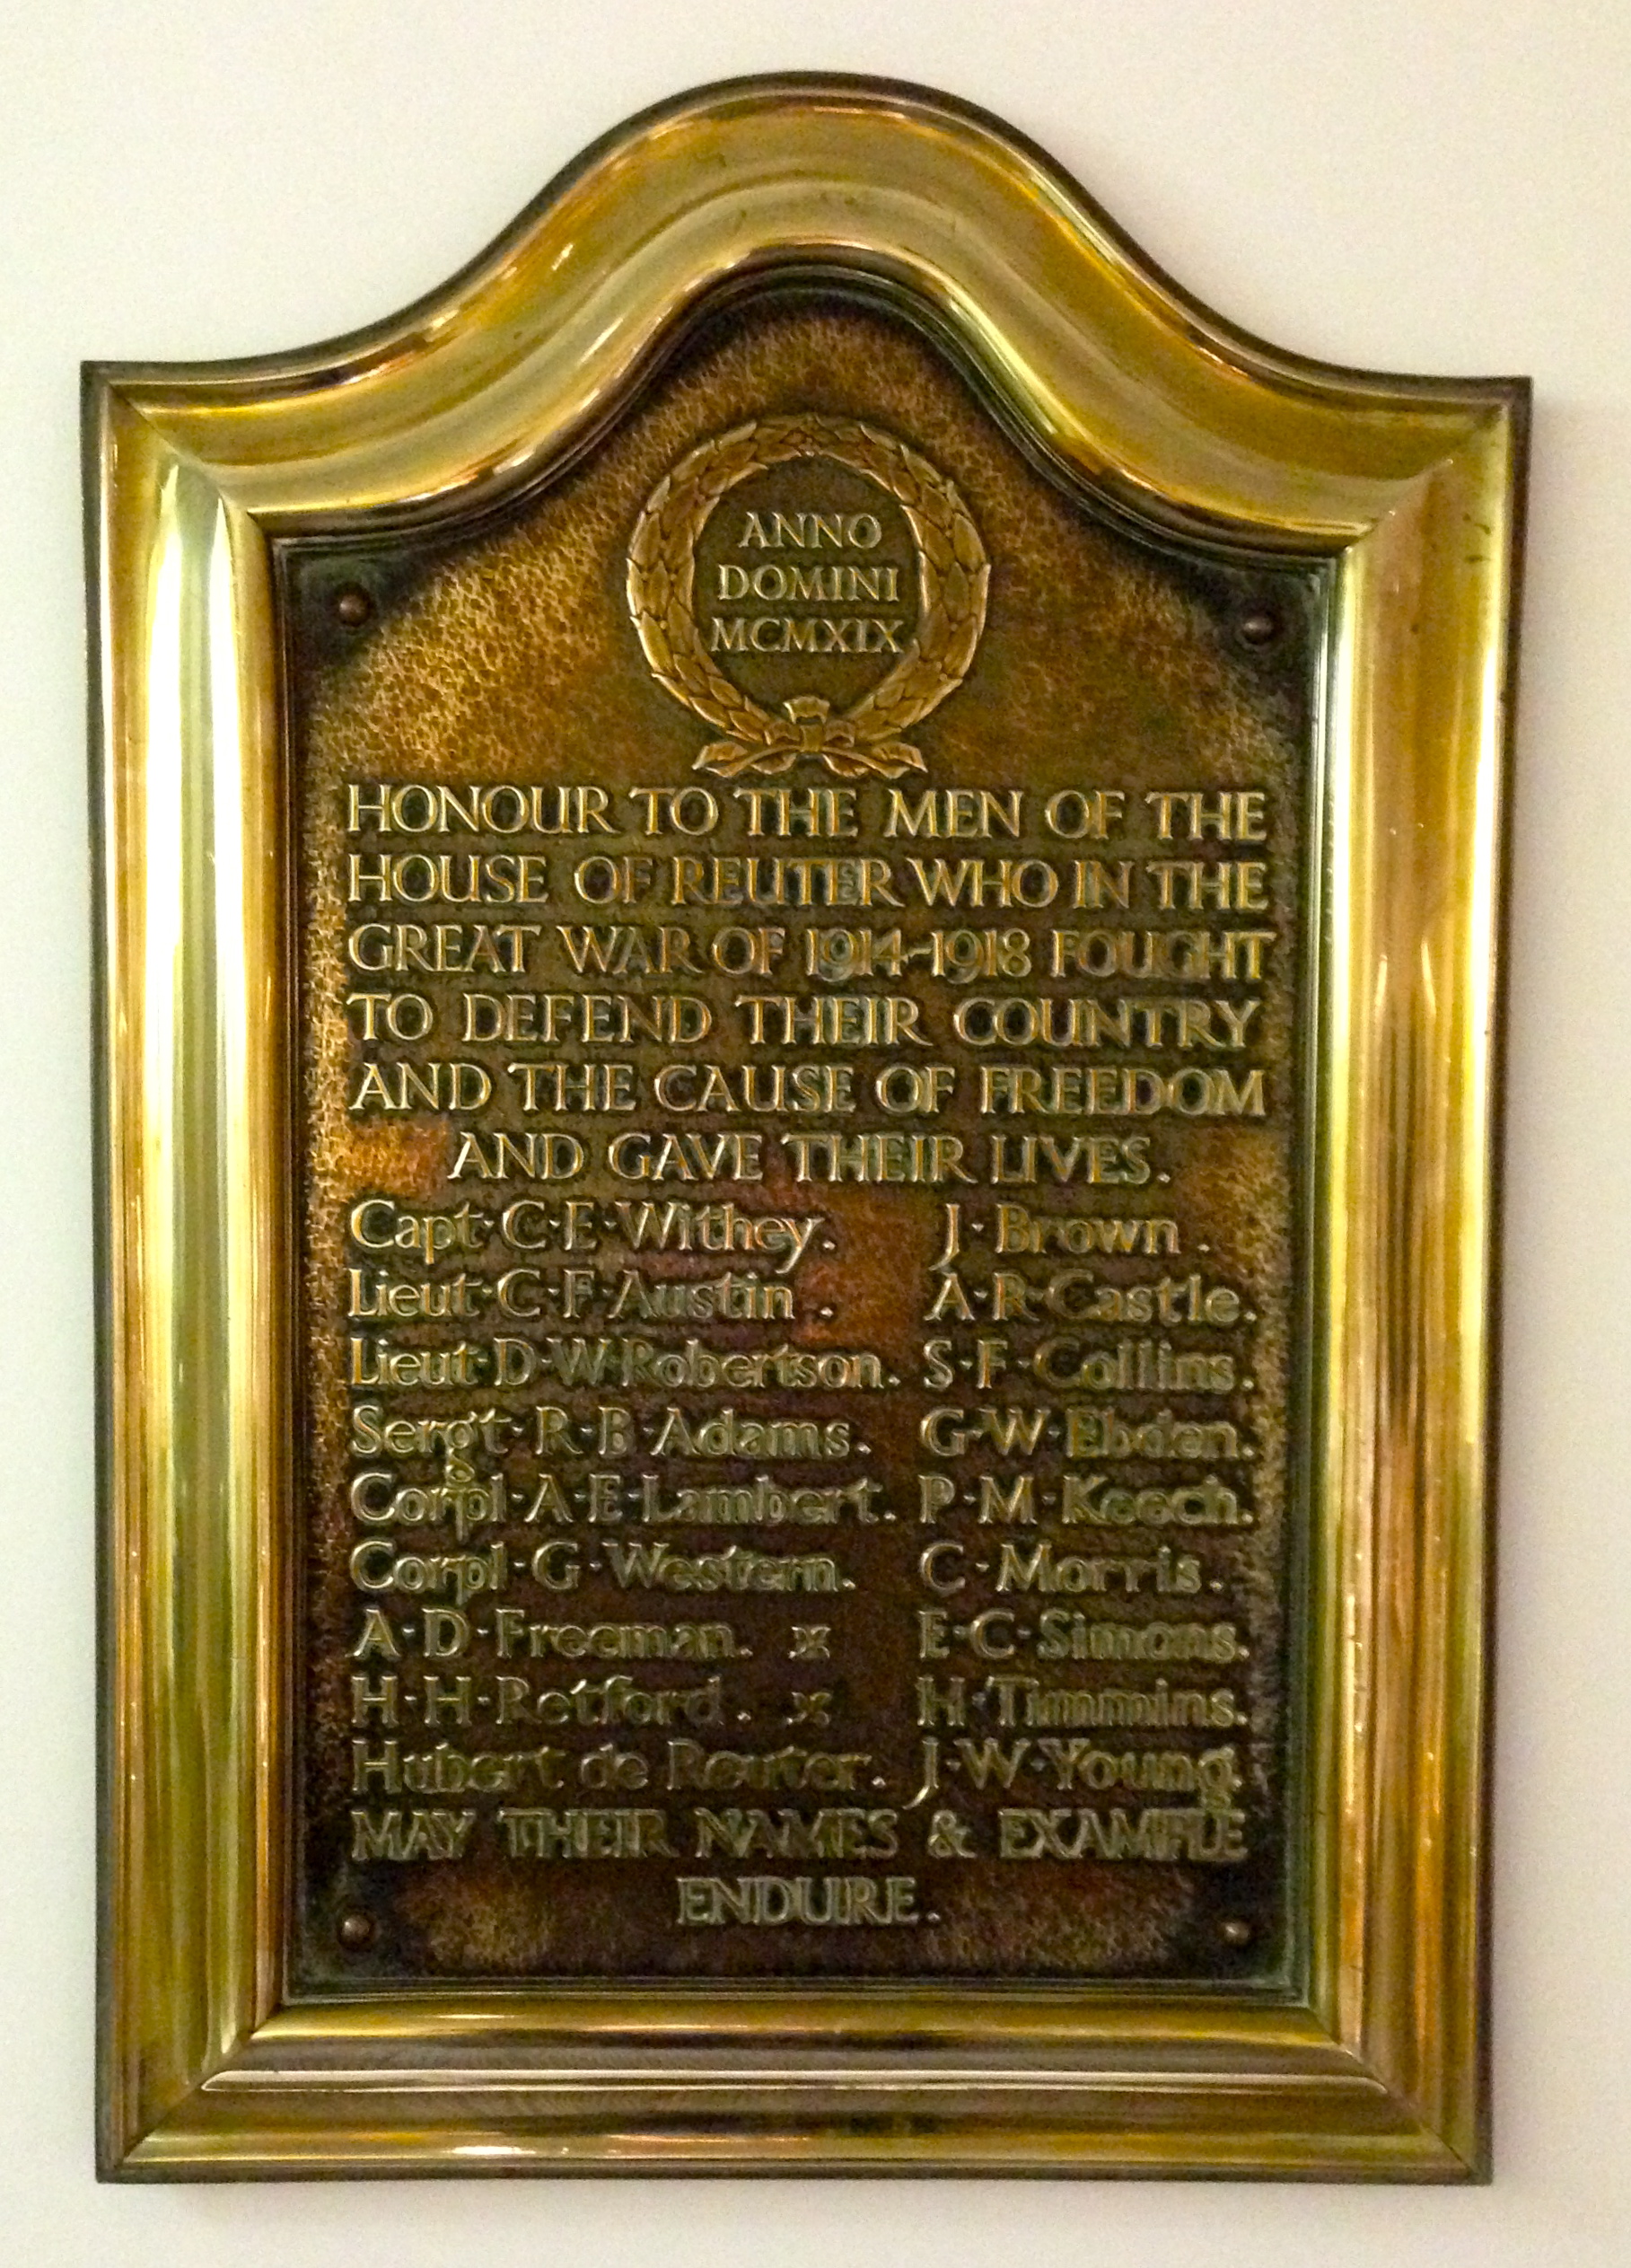 ANNO
DOMINI
MCMXIX
HONOUR TO THE MEN OF THE
HOUSE OF REUTER WHO IN THE
GREAT WAR OF 1914-1918 FOUGHT
TO DEFEND THEIR COUNTRY
AND THE CAUSE OF FREEDOM
AND GAVE THEIR LIVES.
Capt·C·E·Withey. J·Brown.
Lieut·C·F·Austin. A·R·Castle.
Lieut·D·W·Robertson. S·F·Collins.
Sergt·R·B·Adams. G·W·Ebden.
Corpl·A·E·Lambert. P·M·Keech.
Corpl·G·Western. C·Morris.
A·D·Freeman. E·C·Simons.
H·H·Retford. H·Timmins.
Hubert de Reuter. J·W·Young.
MAY THEIR NAMES & EXAMPLE
ENDURE.